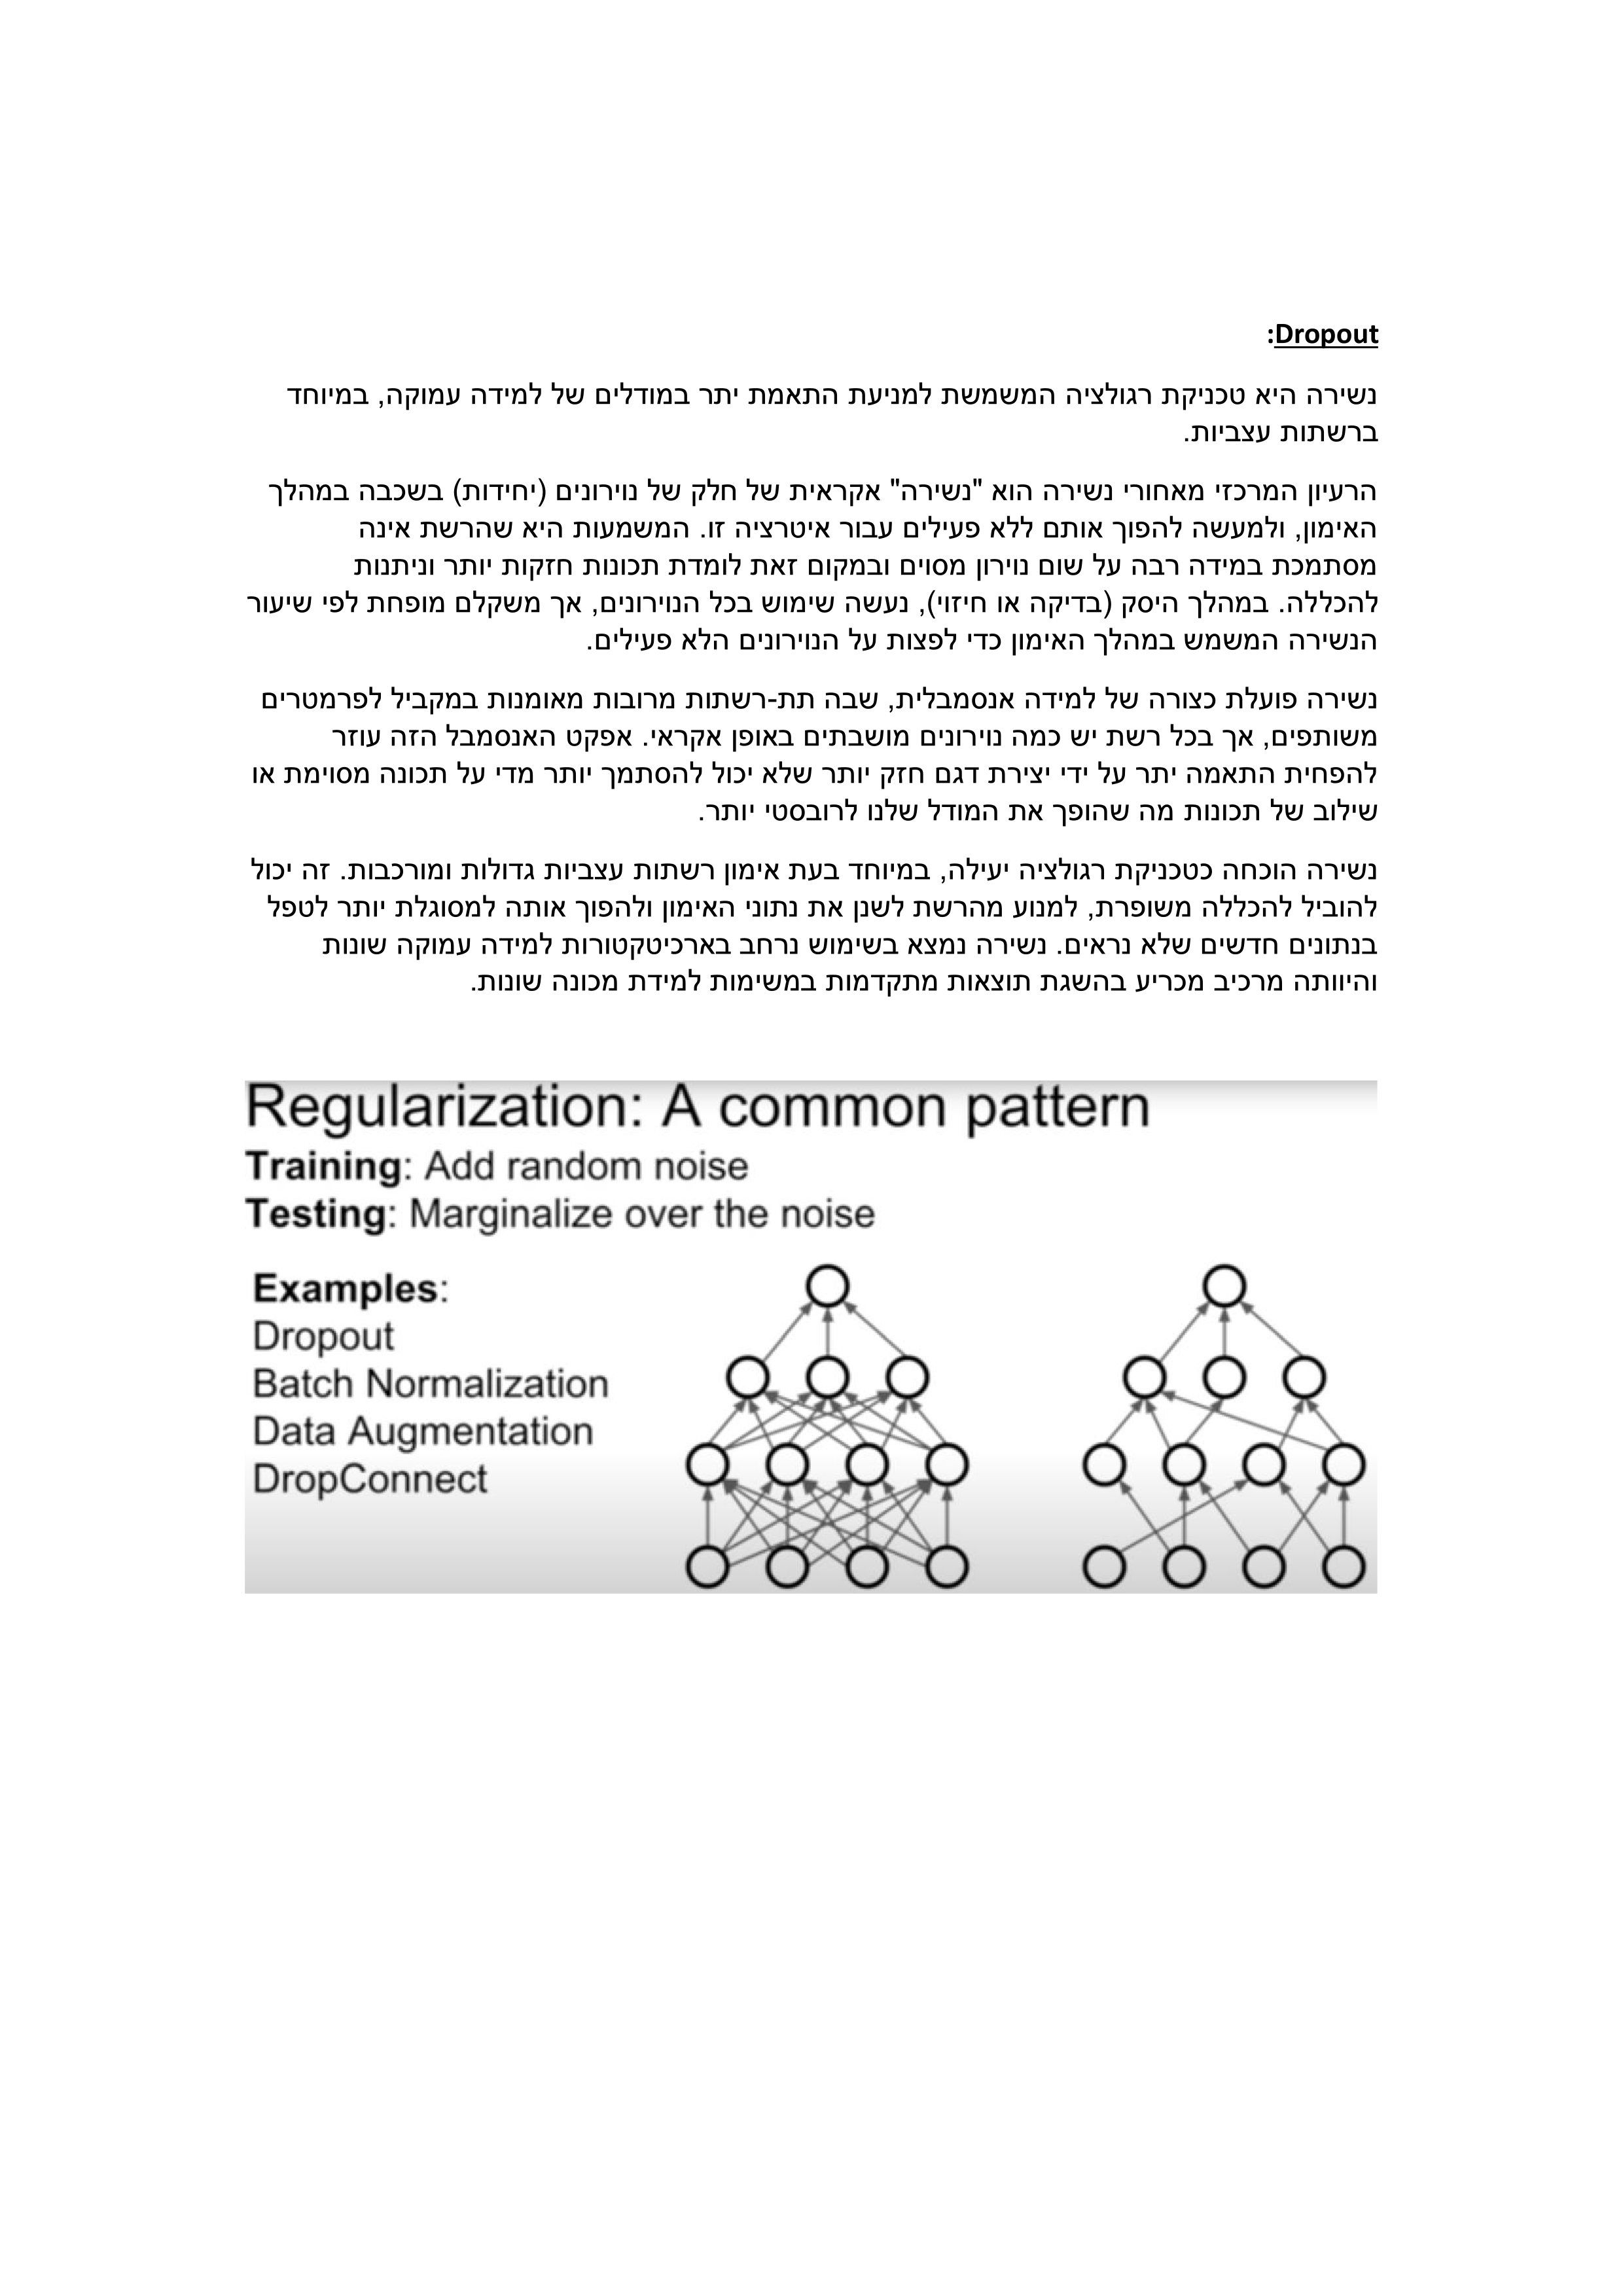 Dropout:
נשירה היא טכניקת רגולציה המשמשת למניעת התאמת יתר במודלים של למידה עמוקה, במיוחד
ברשתות עצביות.
הרעיון המרכזי מאחורי נשירה הוא "נשירה" אקראית של חלק של נוירונים (יחידות) בשכבה במהלך
האימון, ולמעשה להפוך אותם ללא פעילים עבור איטרציה זו. המשמעות היא שהרשת אינה
מסתמכת במידה רבה על שום נוירון מסוים ובמקום זאת לומדת תכונות חזקות יותר וניתנות
להכללה. במהלך היסק (בדיקה או חיזוי), נעשה שימוש בכל הנוירונים, אך משקלם מופחת לפי שיעור
הנשירה המשמש במהלך האימון כדי לפצות על הנוירונים הלא פעילים.
נשירה פועלת כצורה של למידה אנסמבלית, שבה תת-רשתות מרובות מאומנות במקביל לפרמטרים
משותפים, אך בכל רשת יש כמה נוירונים מושבתים באופן אקראי. אפקט האנסמבל הזה עוזר
להפחית התאמה יתר על ידי יצירת דגם חזק יותר שלא יכול להסתמך יותר מדי על תכונה מסוימת או
שילוב של תכונות מה שהופך את המודל שלנו לרובסטי יותר.
נשירה הוכחה כטכניקת רגולציה יעילה, במיוחד בעת אימון רשתות עצביות גדולות ומורכבות. זה יכול
להוביל להכללה משופרת, למנוע מהרשת לשנן את נתוני האימון ולהפוך אותה למסוגלת יותר לטפל
בנתונים חדשים שלא נראים. נשירה נמצא בשימוש נרחב בארכיטקטורות למידה עמוקה שונות
והיוותה מרכיב מכריע בהשגת תוצאות מתקדמות במשימות למידת מכונה שונות.
Regularization: A common pattern
Training: Add random noise
Testing: Marginalize over the noise
Examples:
Dropout
Batch Normalization
Data Augmentation
DropConnect